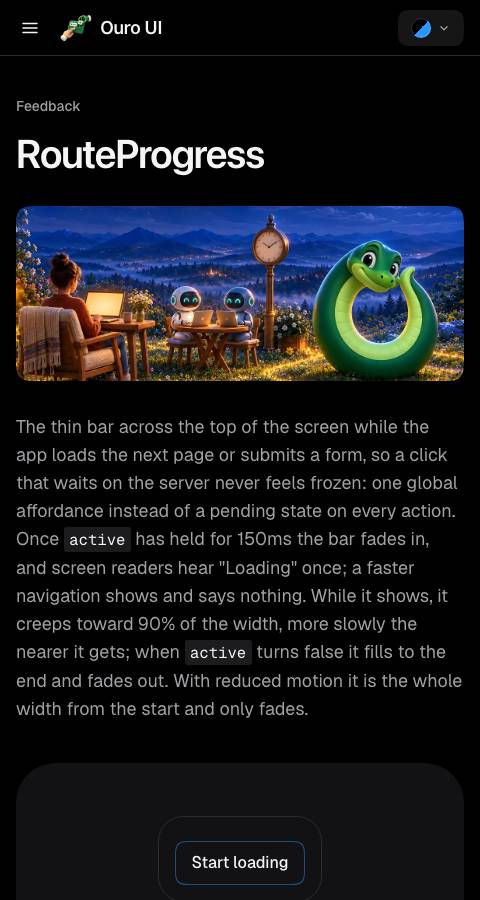 Ouro UI
Feedback
RouteProgress
The thin bar across the top of the screen while the
app loads the next page or submits a form, so a click
that waits on the server never feels frozen: one global
affordance instead of a pending state on every action.
Once active has held for 150ms the bar fades in,
and screen readers hear "Loading" once; a faster
navigation shows and says nothing. While it shows, it
creeps toward 90% of the width, more slowly the
nearer it gets; when active turns false it fills to the
end and fades out. With reduced motion it is the whole
width from the start and only fades.
Start loading